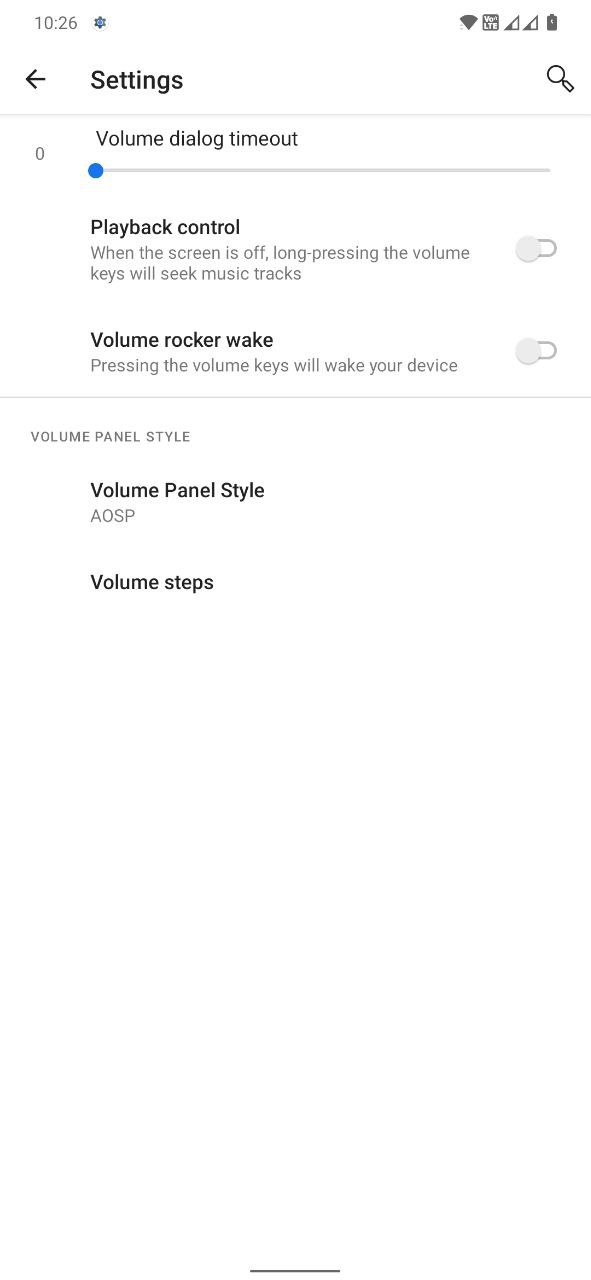 10:26
Settings
Volume dialog timeout
0
Playback control
When the screen is off, long-pressing the volume
keys will seek music tracks
Volume rocker wake
Pressing the volume keys will wake your device
VOLUME PANEL STYLE
Volume Panel Style
AOSP
Volume steps